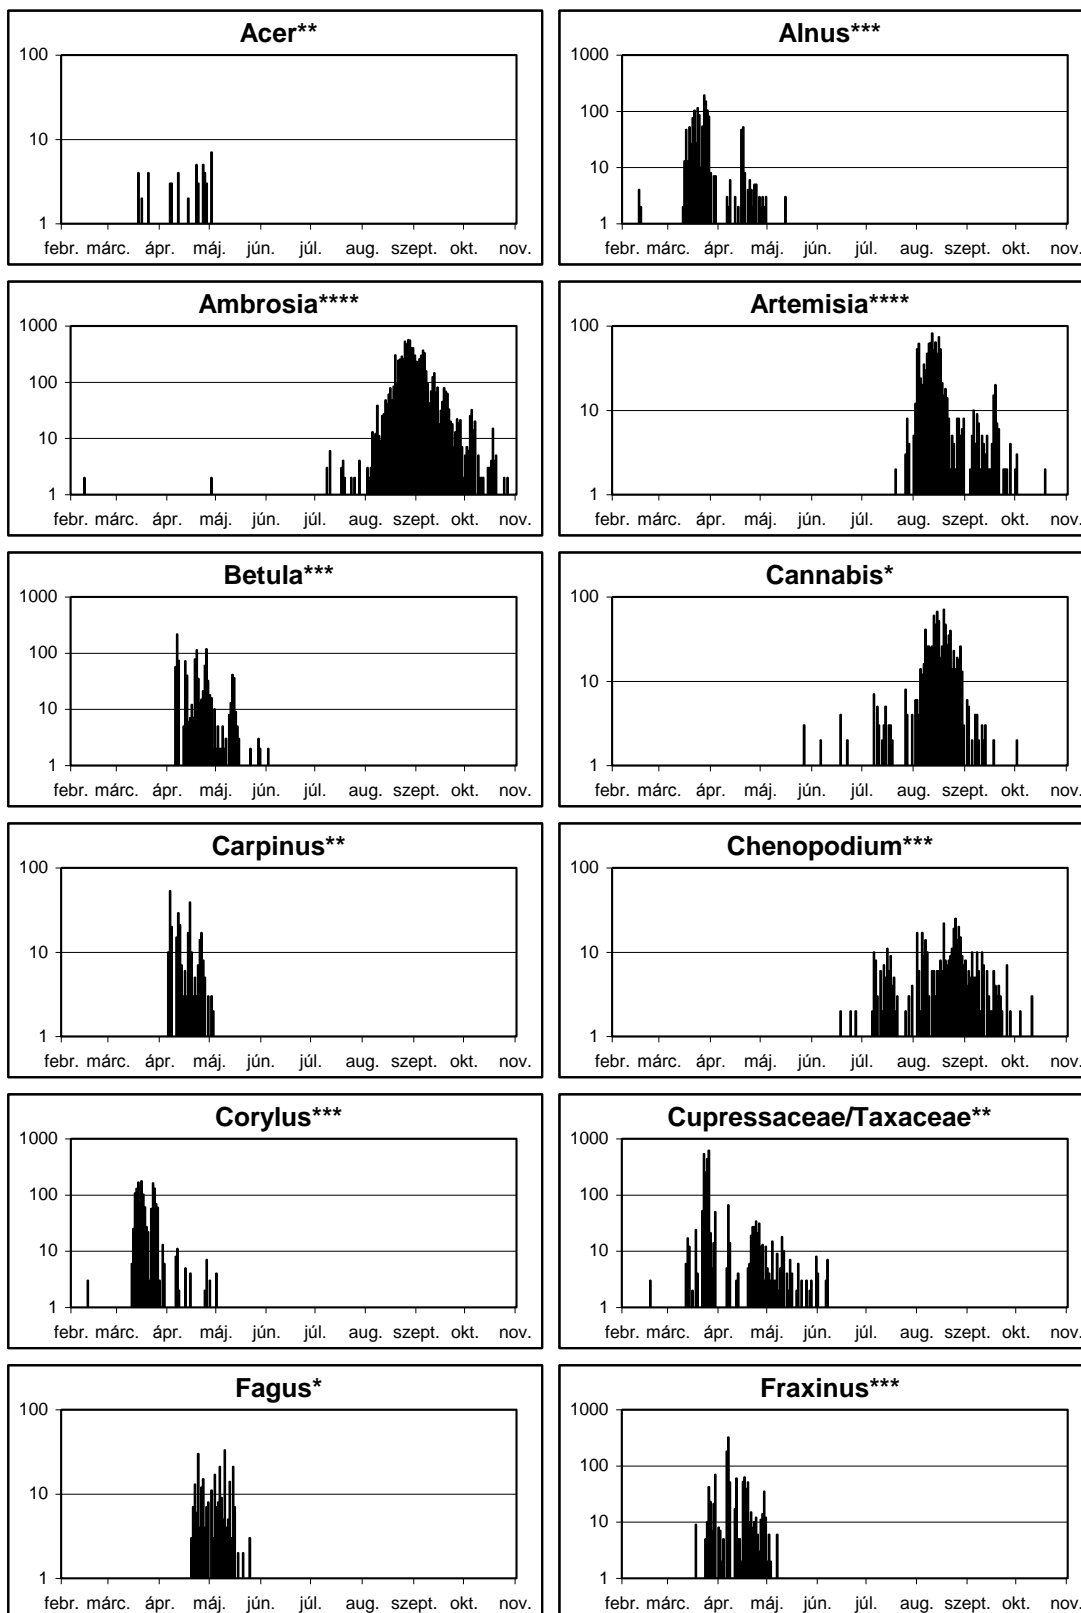 Acer**
100
10
1
febr. márc. ápr. máj. jún. júl. aug. szept. okt. nov.
Alnus***
1000
100
10
1
febr. márc. ápr. máj. jún. júl. aug. szept. okt. nov.
Ambrosia****
1000
100
10
1
febr. márc. ápr. máj. jún. júl. aug. szept. okt. nov.
Artemisia****
100
10
1
febr. márc. ápr. máj. jún. júl. aug. szept. okt. nov.
Betula***
1000
100
10
1
febr. márc. ápr. máj. jún. júl. aug. szept. okt. nov.
Cannabis*
100
10
1
febr. márc. ápr. máj. jún. júl. aug. szept. okt. nov.
Carpinus**
100
10
1
febr. márc. ápr. máj. jún. júl. aug. szept. okt. nov.
Chenopodium***
100
10
1
febr. márc. ápr. máj. jún. júl. aug. szept. okt. nov.
Corylus***
1000
100
10
1
febr. márc. ápr. máj. jún. júl. aug. szept. okt. nov.
Cupressaceae/Taxaceae**
1000
100
10
1
febr. márc. ápr. máj. jún. júl. aug. szept. okt. nov.
Fagus*
100
10
1
febr. márc. ápr. máj. jún. júl. aug. szept. okt. nov.
Fraxinus***
1000
100
10
1
febr. márc. ápr. máj. jún. júl. aug. szept. okt. nov.